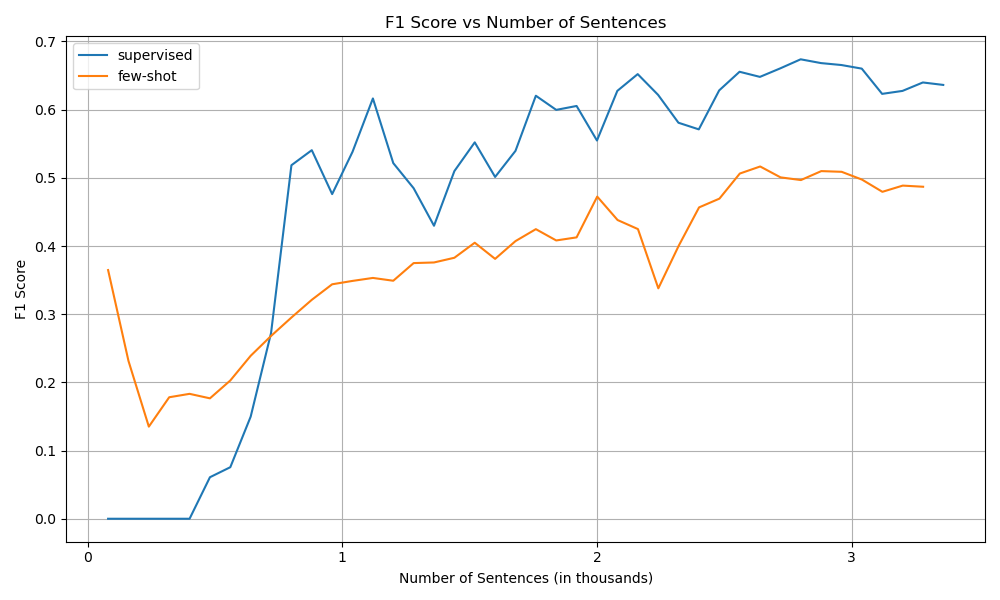 F1 Score vs Number of Sentences
supervised
few-shot
0.7
0.6
0.5
0.4
0.3
0.2
0.1
0.0
F1 Score
0
1
2
3
Number of Sentences (in thousands)